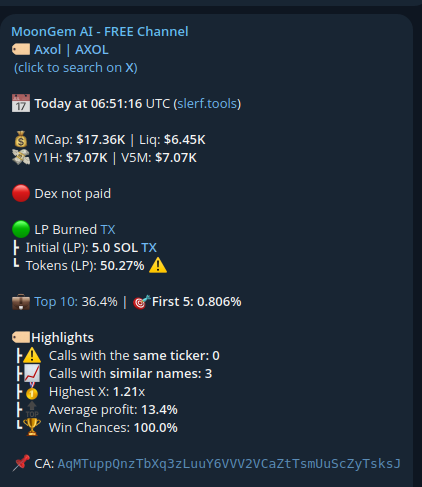 MoonGem AI - FREE Channel
Axol | AXOL
(click to search on X)
Today at 06:51:16 UTC (slerf.tools)
MCap: $17.36K | Liq: $6.45K
V1H: $7.07K | V5M: $7.07K
Dex not paid
LP Burned TX
Initial (LP): 5.0 SOL TX
Tokens (LP): 50.27%
Top 10: 36.4% | First 5: 0.806%
Highlights
Calls with the same ticker: 0
Calls with similar names: 3
Highest X: 1.21x
Average profit: 13.4%
Win Chances: 100.0%
CA: AqMTuppQnzTbXq3zLuuY6VVV2VCaZtTsmUuScZyTsksJ